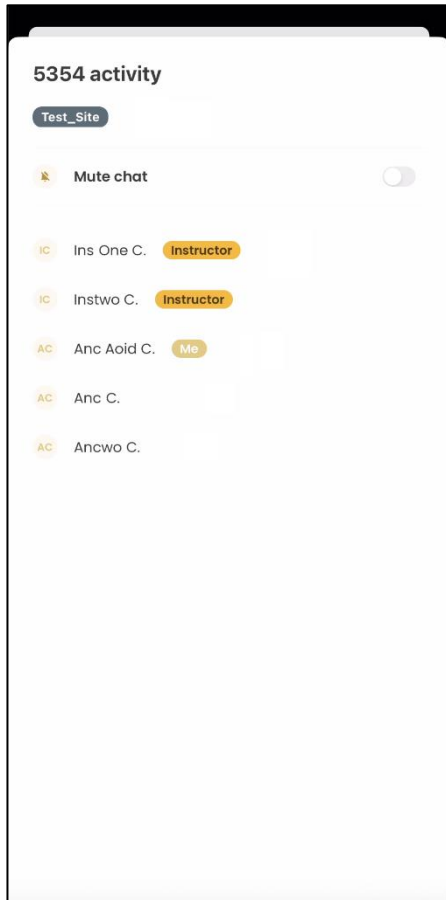 5354 activity
Test_Site
Mute chat
IC Ins One C. Instructor
IC Instwo C. Instructor
AC Anc Aoid C. Me
AC Anc C.
AC Ancwo C.